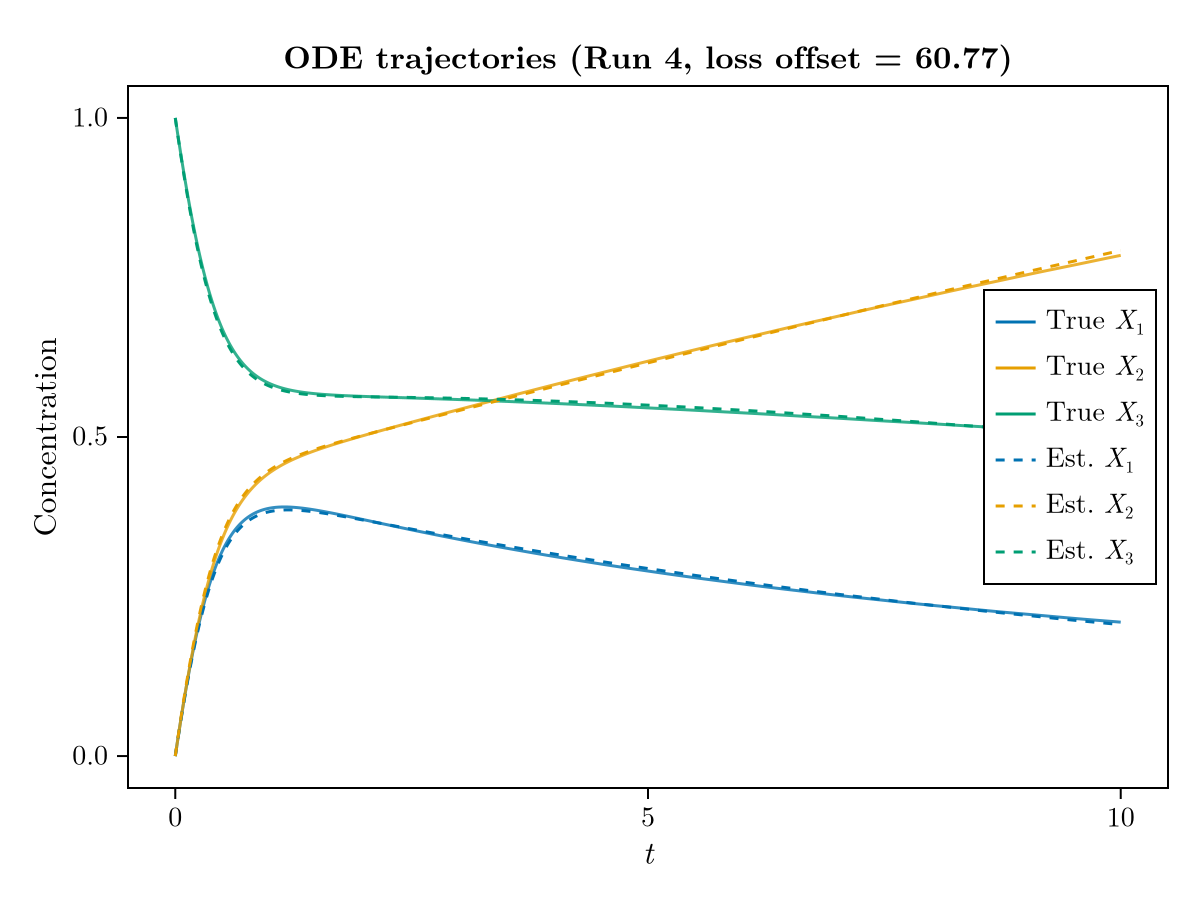 ODE trajectories (Run 4, loss offset = 60.77)
Concentration
1.0
0.5
0.0
True X₁
True X₂
True X₃
Est. X₁
Est. X₂
Est. X₃
0 5 10
t